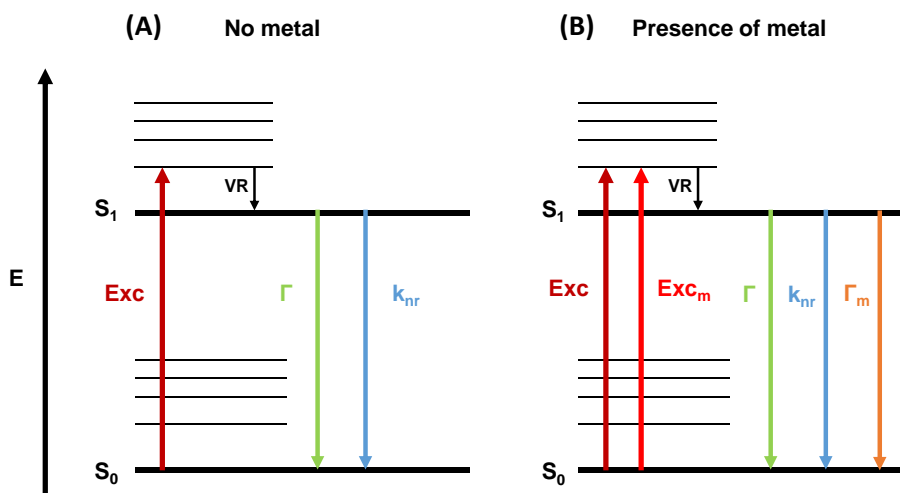 (A) No metal
(B) Presence of metal
VR
VR
S₁
S₁
E
Exc
Γ
kₙᵣ
Exc
Excₘ
Γ
kₙᵣ
Γₘ
S₀
S₀